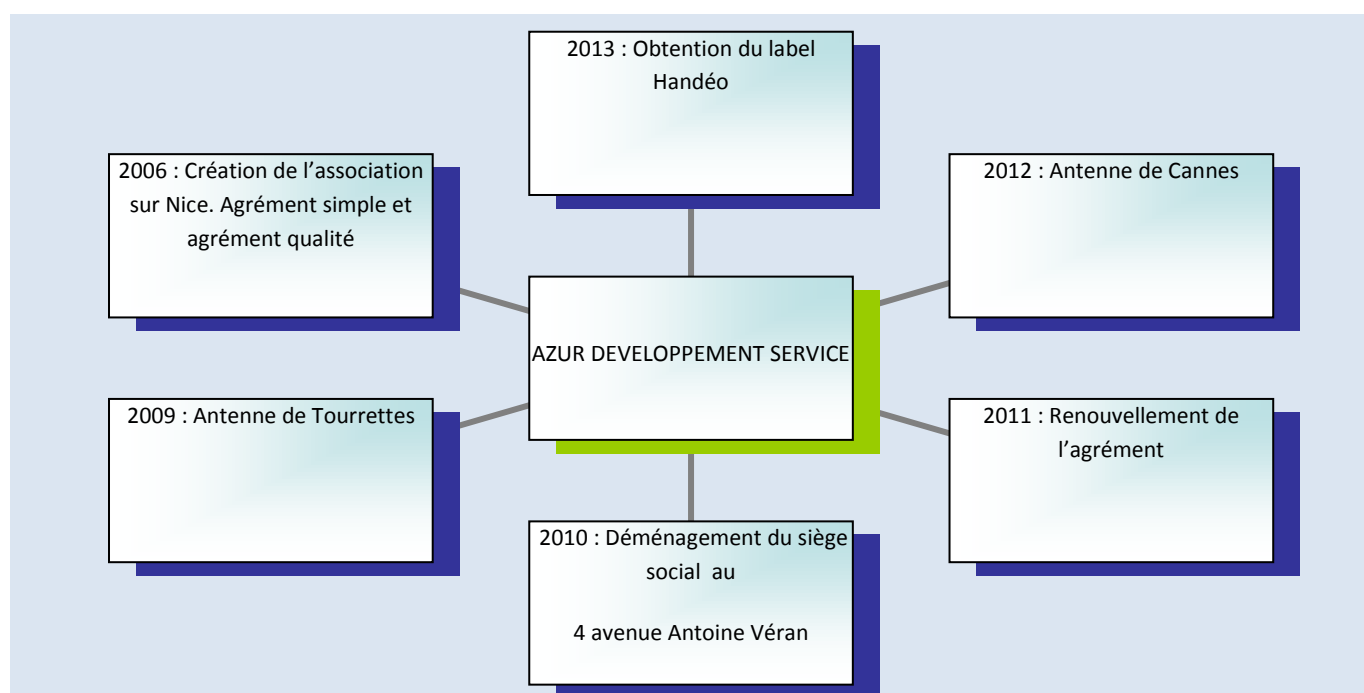 2013 : Obtention du label
Handéo
2006 : Création de l’association
sur Nice. Agrément simple et
agrément qualité
2012 : Antenne de Cannes
AZUR DEVELOPPEMENT SERVICE
2009 : Antenne de Tourrettes
2011 : Renouvellement de
l’agrément
2010 : Déménagement du siège
social au
4 avenue Antoine Véran